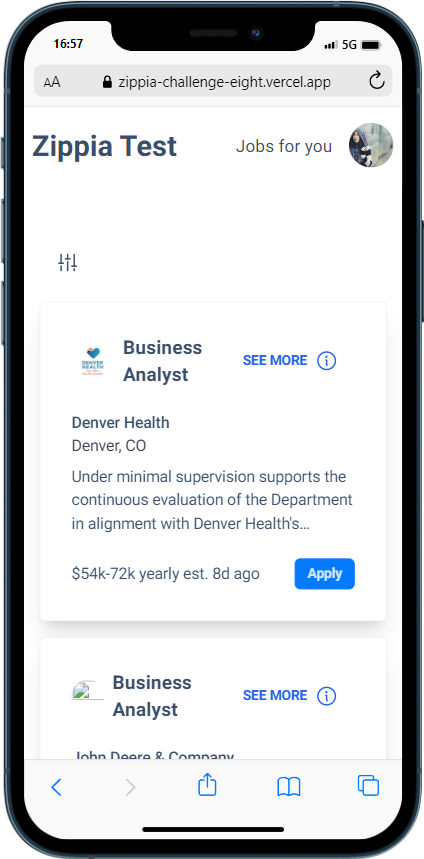 16:57
5G
AA
zippia-challenge-eight.vercel.app
Zippia Test
Jobs for you
Business
Analyst
SEE MORE
DENVER
HEALTH
Denver Health
Denver, CO
Under minimal supervision supports the
continuous evaluation of the Department
in alignment with Denver Health's...
$54k-72k yearly est. 8d ago
Apply
Business
Analyst
SEE MORE
John Deere & Company